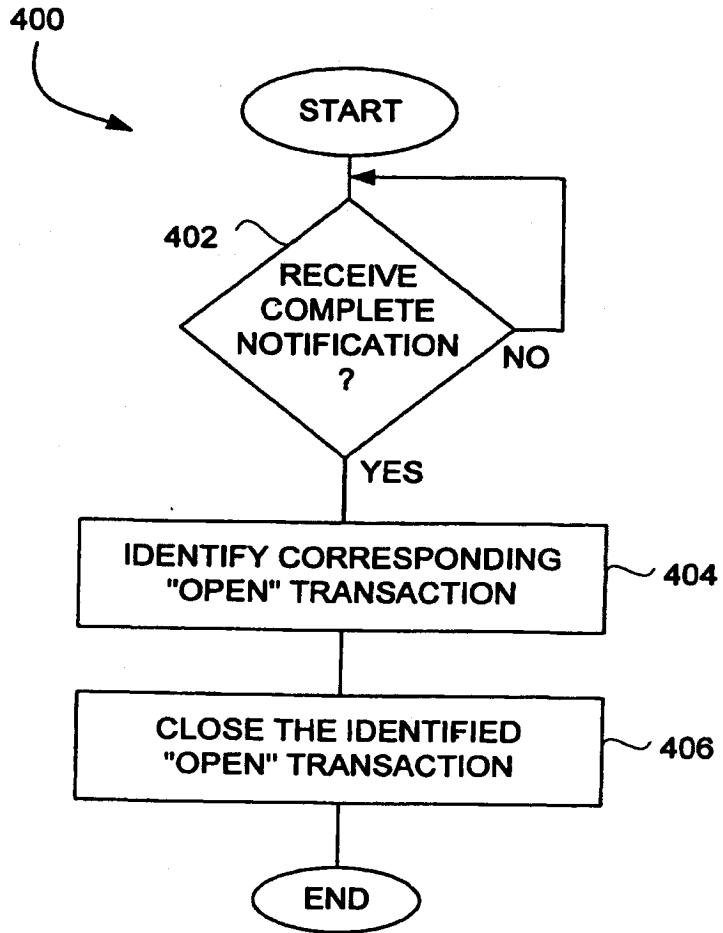 400
START
402
RECEIVE
COMPLETE
NOTIFICATION
?
NO
YES
IDENTIFY CORRESPONDING
"OPEN" TRANSACTION
404
CLOSE THE IDENTIFIED
"OPEN" TRANSACTION
406
END